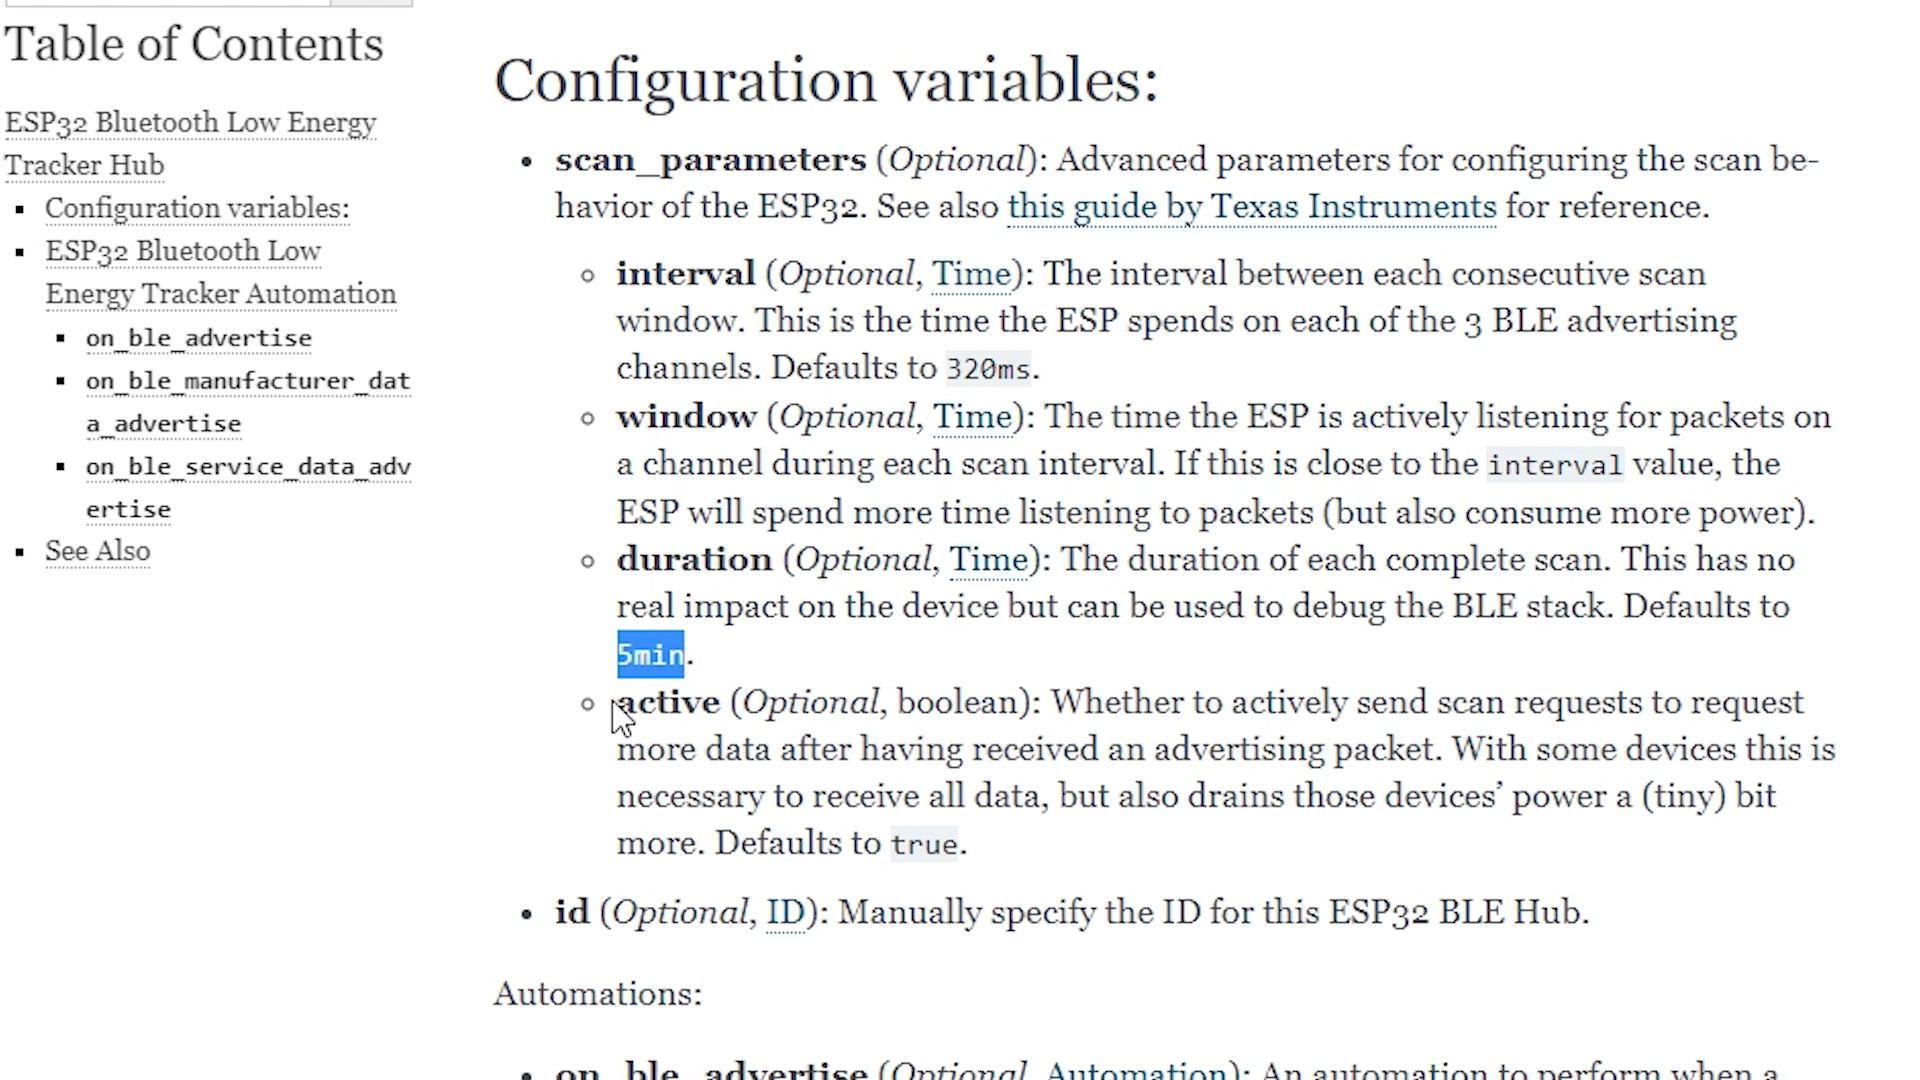 Table of Contents
ESP32 Bluetooth Low Energy
Tracker Hub
Configuration variables:
ESP32 Bluetooth Low
Energy Tracker Automation
on_ble_advertise
on_ble_manufacturer_dat
a_advertise
on_ble_service_data_adv
ertise
See Also
Configuration variables:
scan_parameters (Optional): Advanced parameters for configuring the scan be-
havior of the ESP32. See also this guide by Texas Instruments for reference.
interval (Optional, Time): The interval between each consecutive scan
window. This is the time the ESP spends on each of the 3 BLE advertising
channels. Defaults to 320ms.
window (Optional, Time): The time the ESP is actively listening for packets on
a channel during each scan interval. If this is close to the interval value, the
ESP will spend more time listening to packets (but also consume more power).
duration (Optional, Time): The duration of each complete scan. This has no
real impact on the device but can be used to debug the BLE stack. Defaults to
5min.
active (Optional, boolean): Whether to actively send scan requests to request
more data after having received an advertising packet. With some devices this is
necessary to receive all data, but also drains those devices’ power a (tiny) bit
more. Defaults to true.
id (Optional, ID): Manually specify the ID for this ESP32 BLE Hub.
Automations:
on_ble_advertise (Optional, Automation): An automation to perform when a